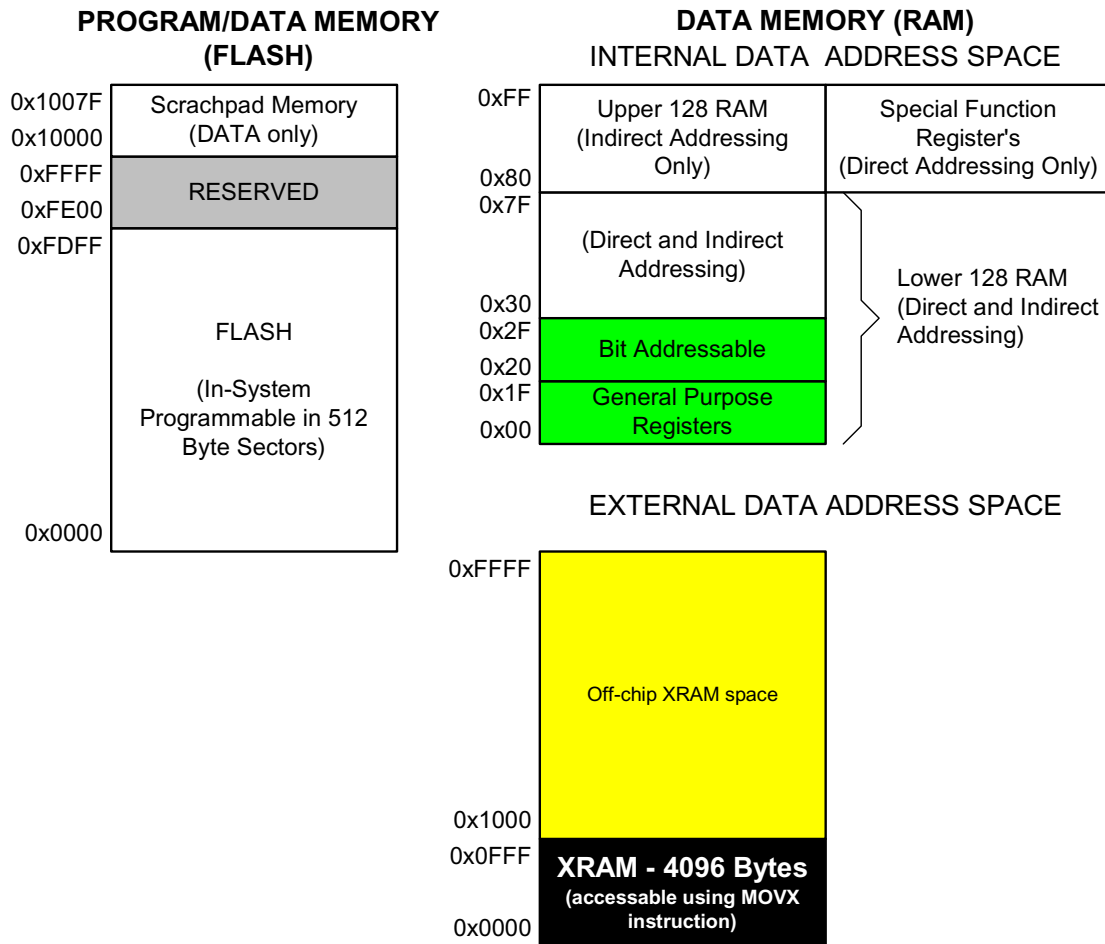 PROGRAM/DATA MEMORY
(FLASH)
0x1007F
Scrachpad Memory
(DATA only)
0x10000
0xFFFF
RESERVED
0xFE00
0xFDFF
FLASH
(In-System
Programmable in 512
Byte Sectors)
0x0000
DATA MEMORY (RAM)
INTERNAL DATA ADDRESS SPACE
0xFF
Upper 128 RAM
(Indirect Addressing
Only)
Special Function
Register's
(Direct Addressing Only)
0x80
0x7F
(Direct and Indirect
Addressing)
0x30
Lower 128 RAM
(Direct and Indirect
Addressing)
0x2F
Bit Addressable
0x20
0x1F
General Purpose
Registers
0x00
EXTERNAL DATA ADDRESS SPACE
0xFFFF
Off-chip XRAM space
0x1000
0x0FFF
XRAM - 4096 Bytes
(accessable using MOVX
instruction)
0x0000